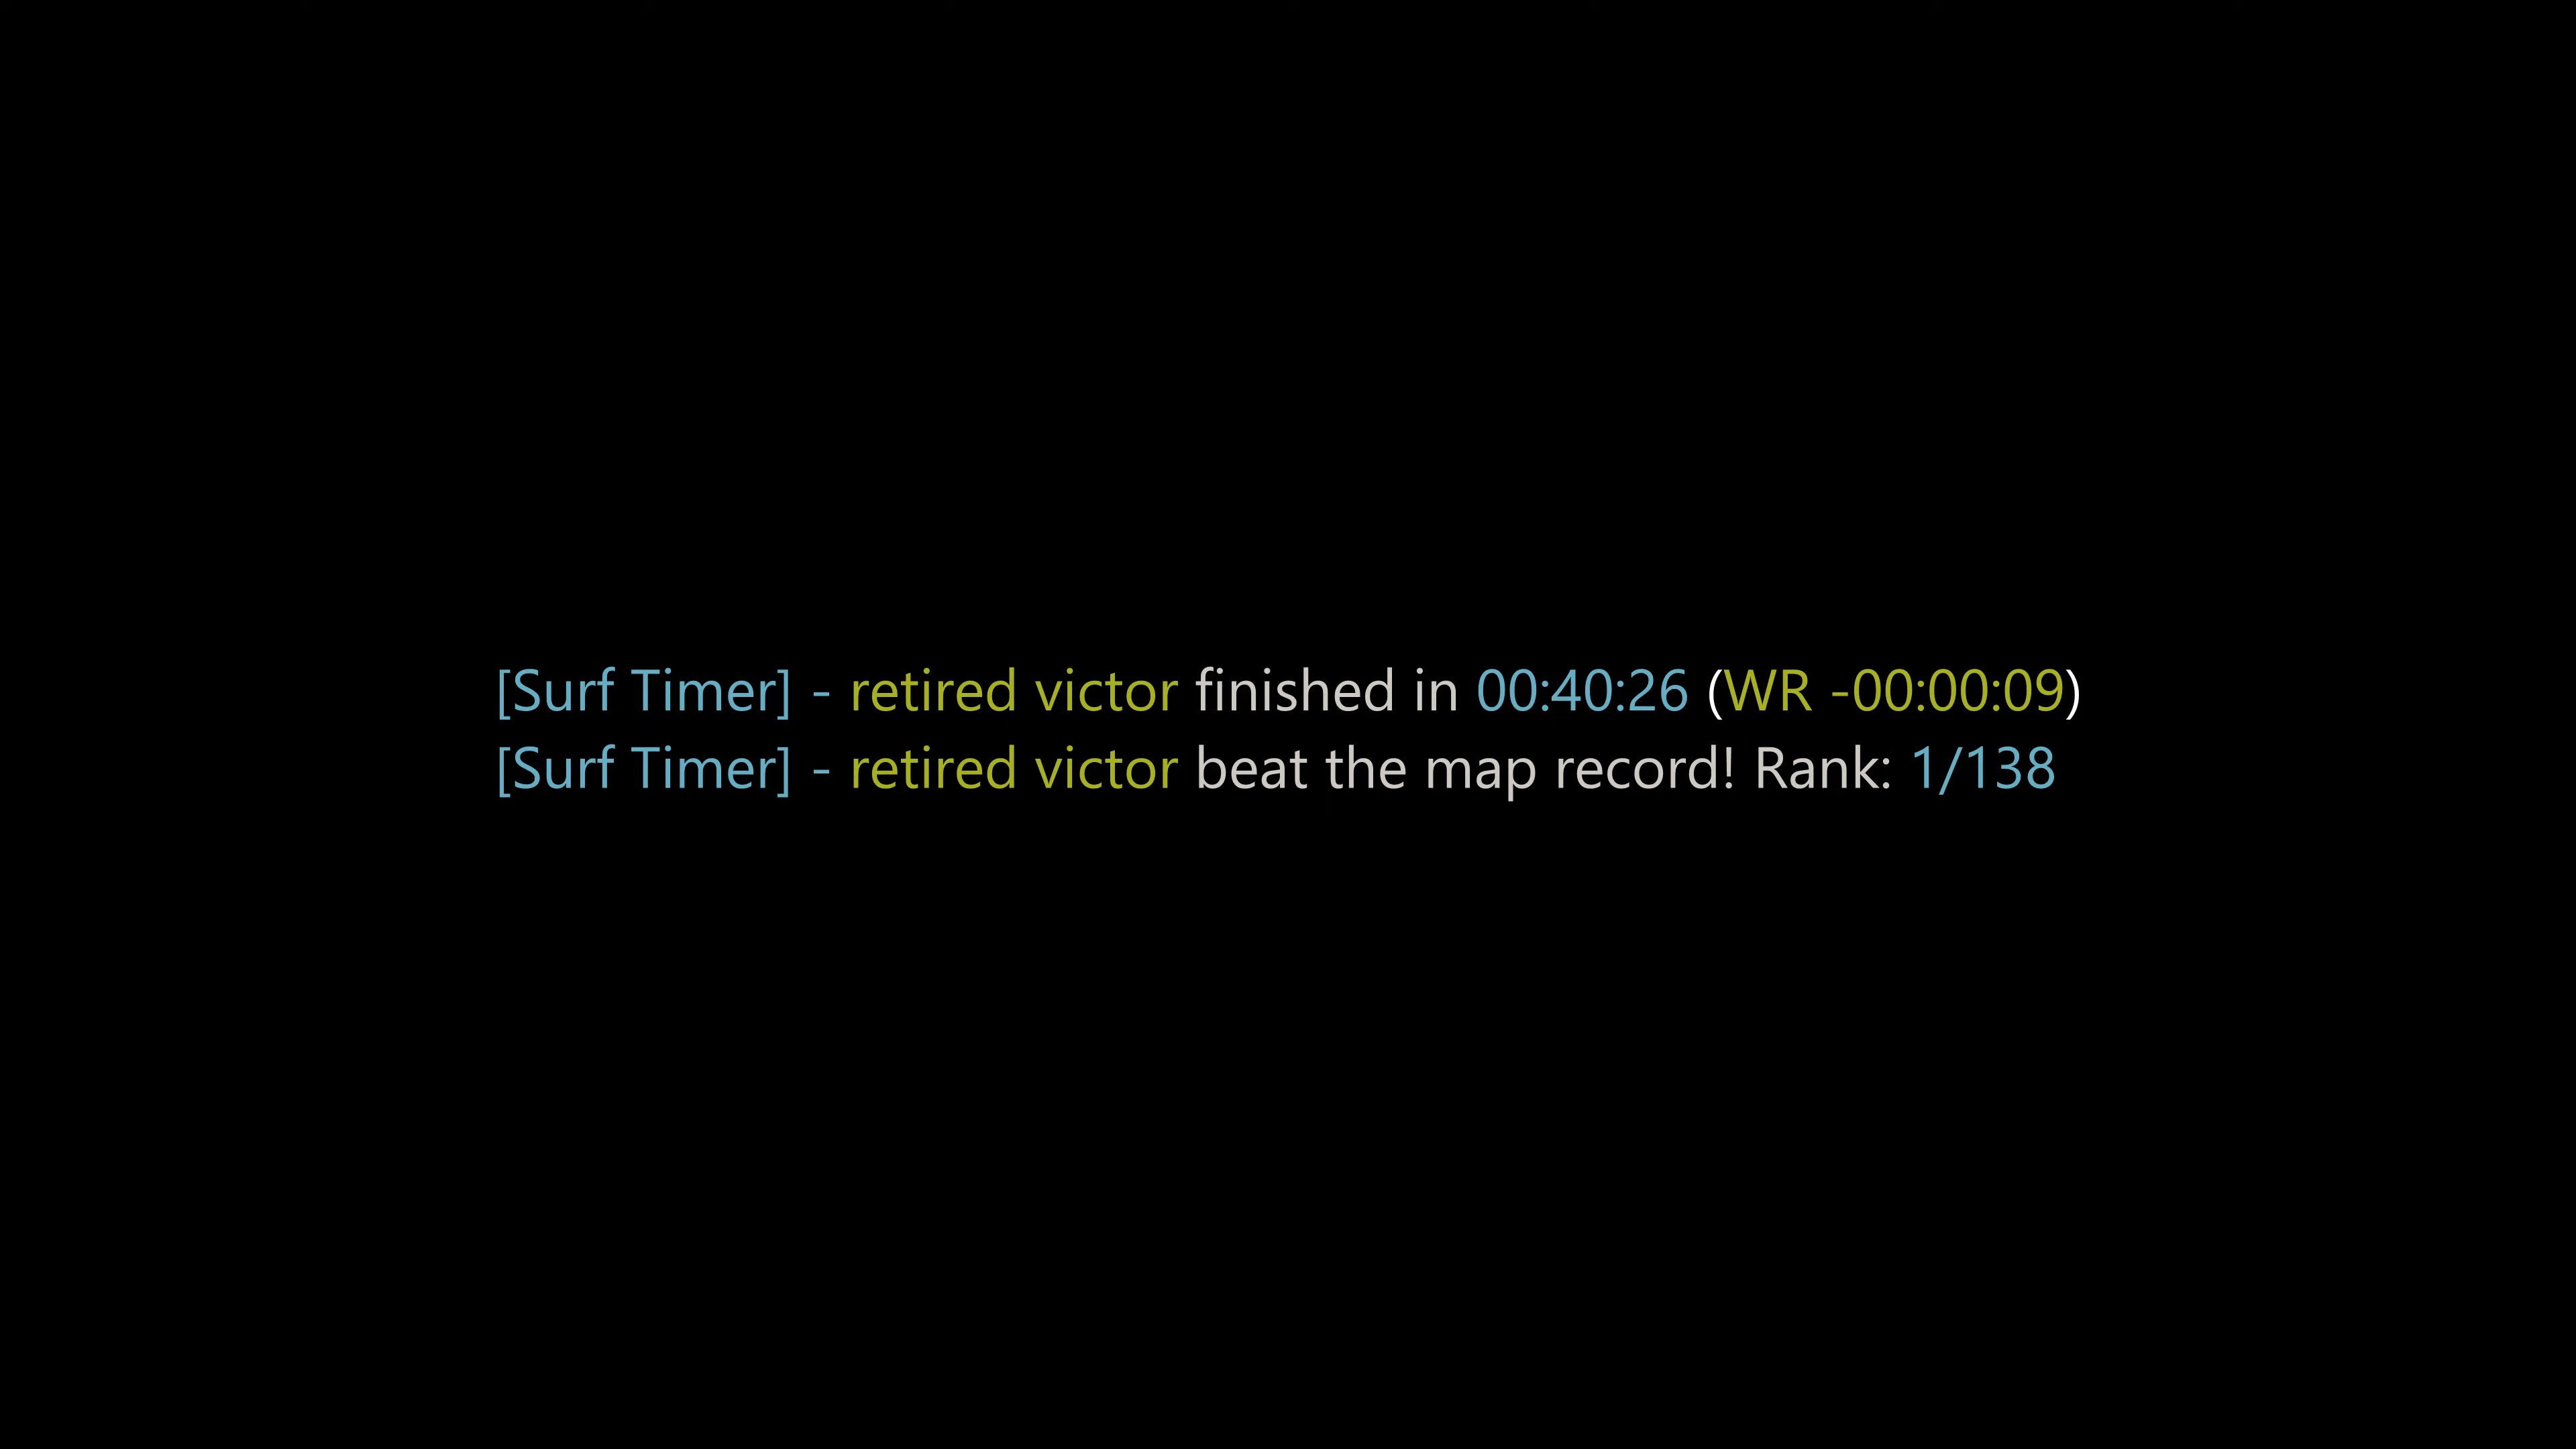 [Surf Timer] - retired victor finished in 00:40:26 (WR -00:00:09)
[Surf Timer] - retired victor beat the map record! Rank: 1/138